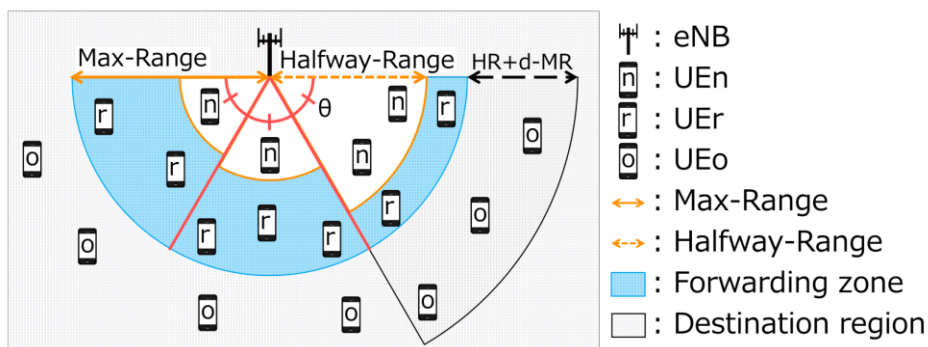 Max-Range
Halfway-Range
HR+d-MR
θ
n
n
r
r
n
n
r
o
o
r
r
r
r
o
o
o
o
o
: eNB
n : UEn
r : UEr
o : UEo
: Max-Range
: Halfway-Range
: Forwarding zone
: Destination region